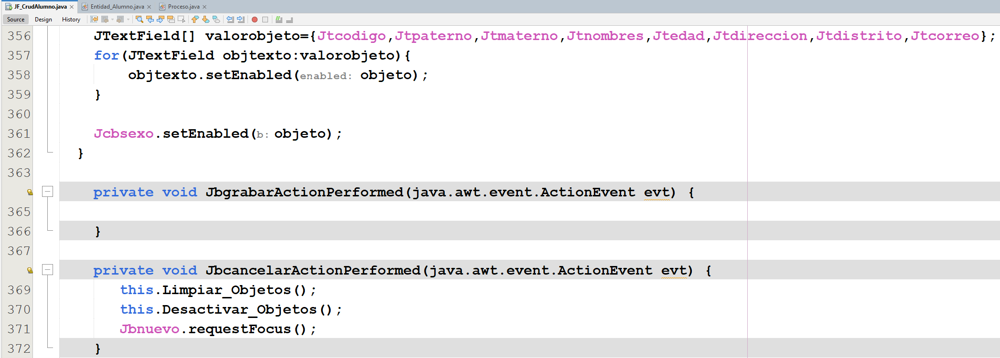 JF_CrudAlumno.java Entidad_Alumno.java Proceso.java
Source Design History
356 JTextField[] valorobjeto={Jtcodigo,Jtpaterno,Jtmaterno,Jtnombres,Jtedad,Jtdireccion,Jtdistrito,Jtcorreo};
357 for(JTextField objtexto:valorobjeto){
358 objtexto.setEnabled(enabled: objeto);
359 }
360
361 Jcbsexo.setEnabled(b: objeto);
362 }
363
private void JbgrabarActionPerformed(java.awt.event.ActionEvent evt) {
365
366 }
367
private void JbcancelarActionPerformed(java.awt.event.ActionEvent evt) {
369 this.Limpiar_Objetos();
370 this.Desactivar_Objetos();
371 Jbnuevo.requestFocus();
372 }